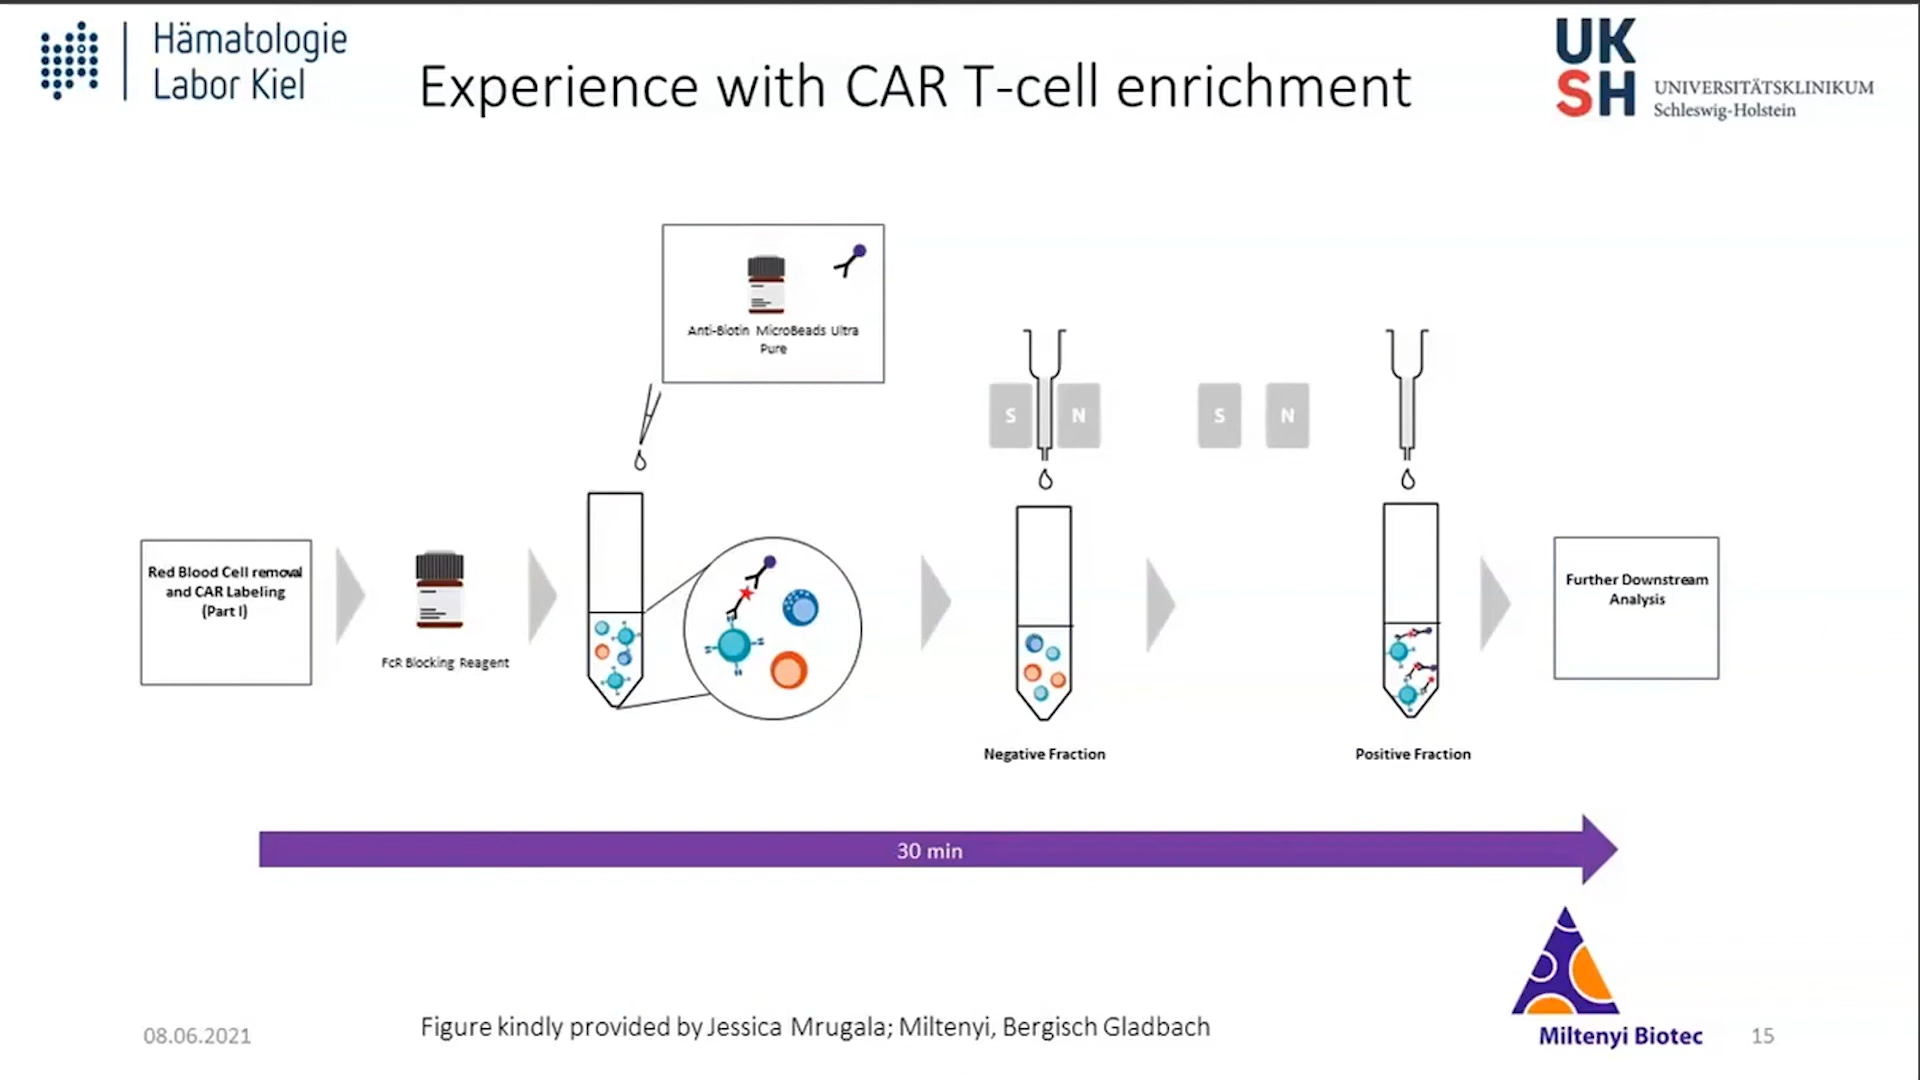 Hämatologie
Labor Kiel
Experience with CAR T-cell enrichment
UK
SH
UNIVERSITÄTSKLINIKUM
Schleswig-Holstein
Anti-Biotin MicroBeads Ultra
Pure
S
N
S
N
Red Blood Cell removal
and CAR Labeling
(Part I)
FcR Blocking Reagent
Further Downstream
Analysis
Negative Fraction
Positive Fraction
30 min
Figure kindly provided by Jessica Mrugala; Miltenyi, Bergisch Gladbach
08.06.2021
Miltenyi Biotec
15